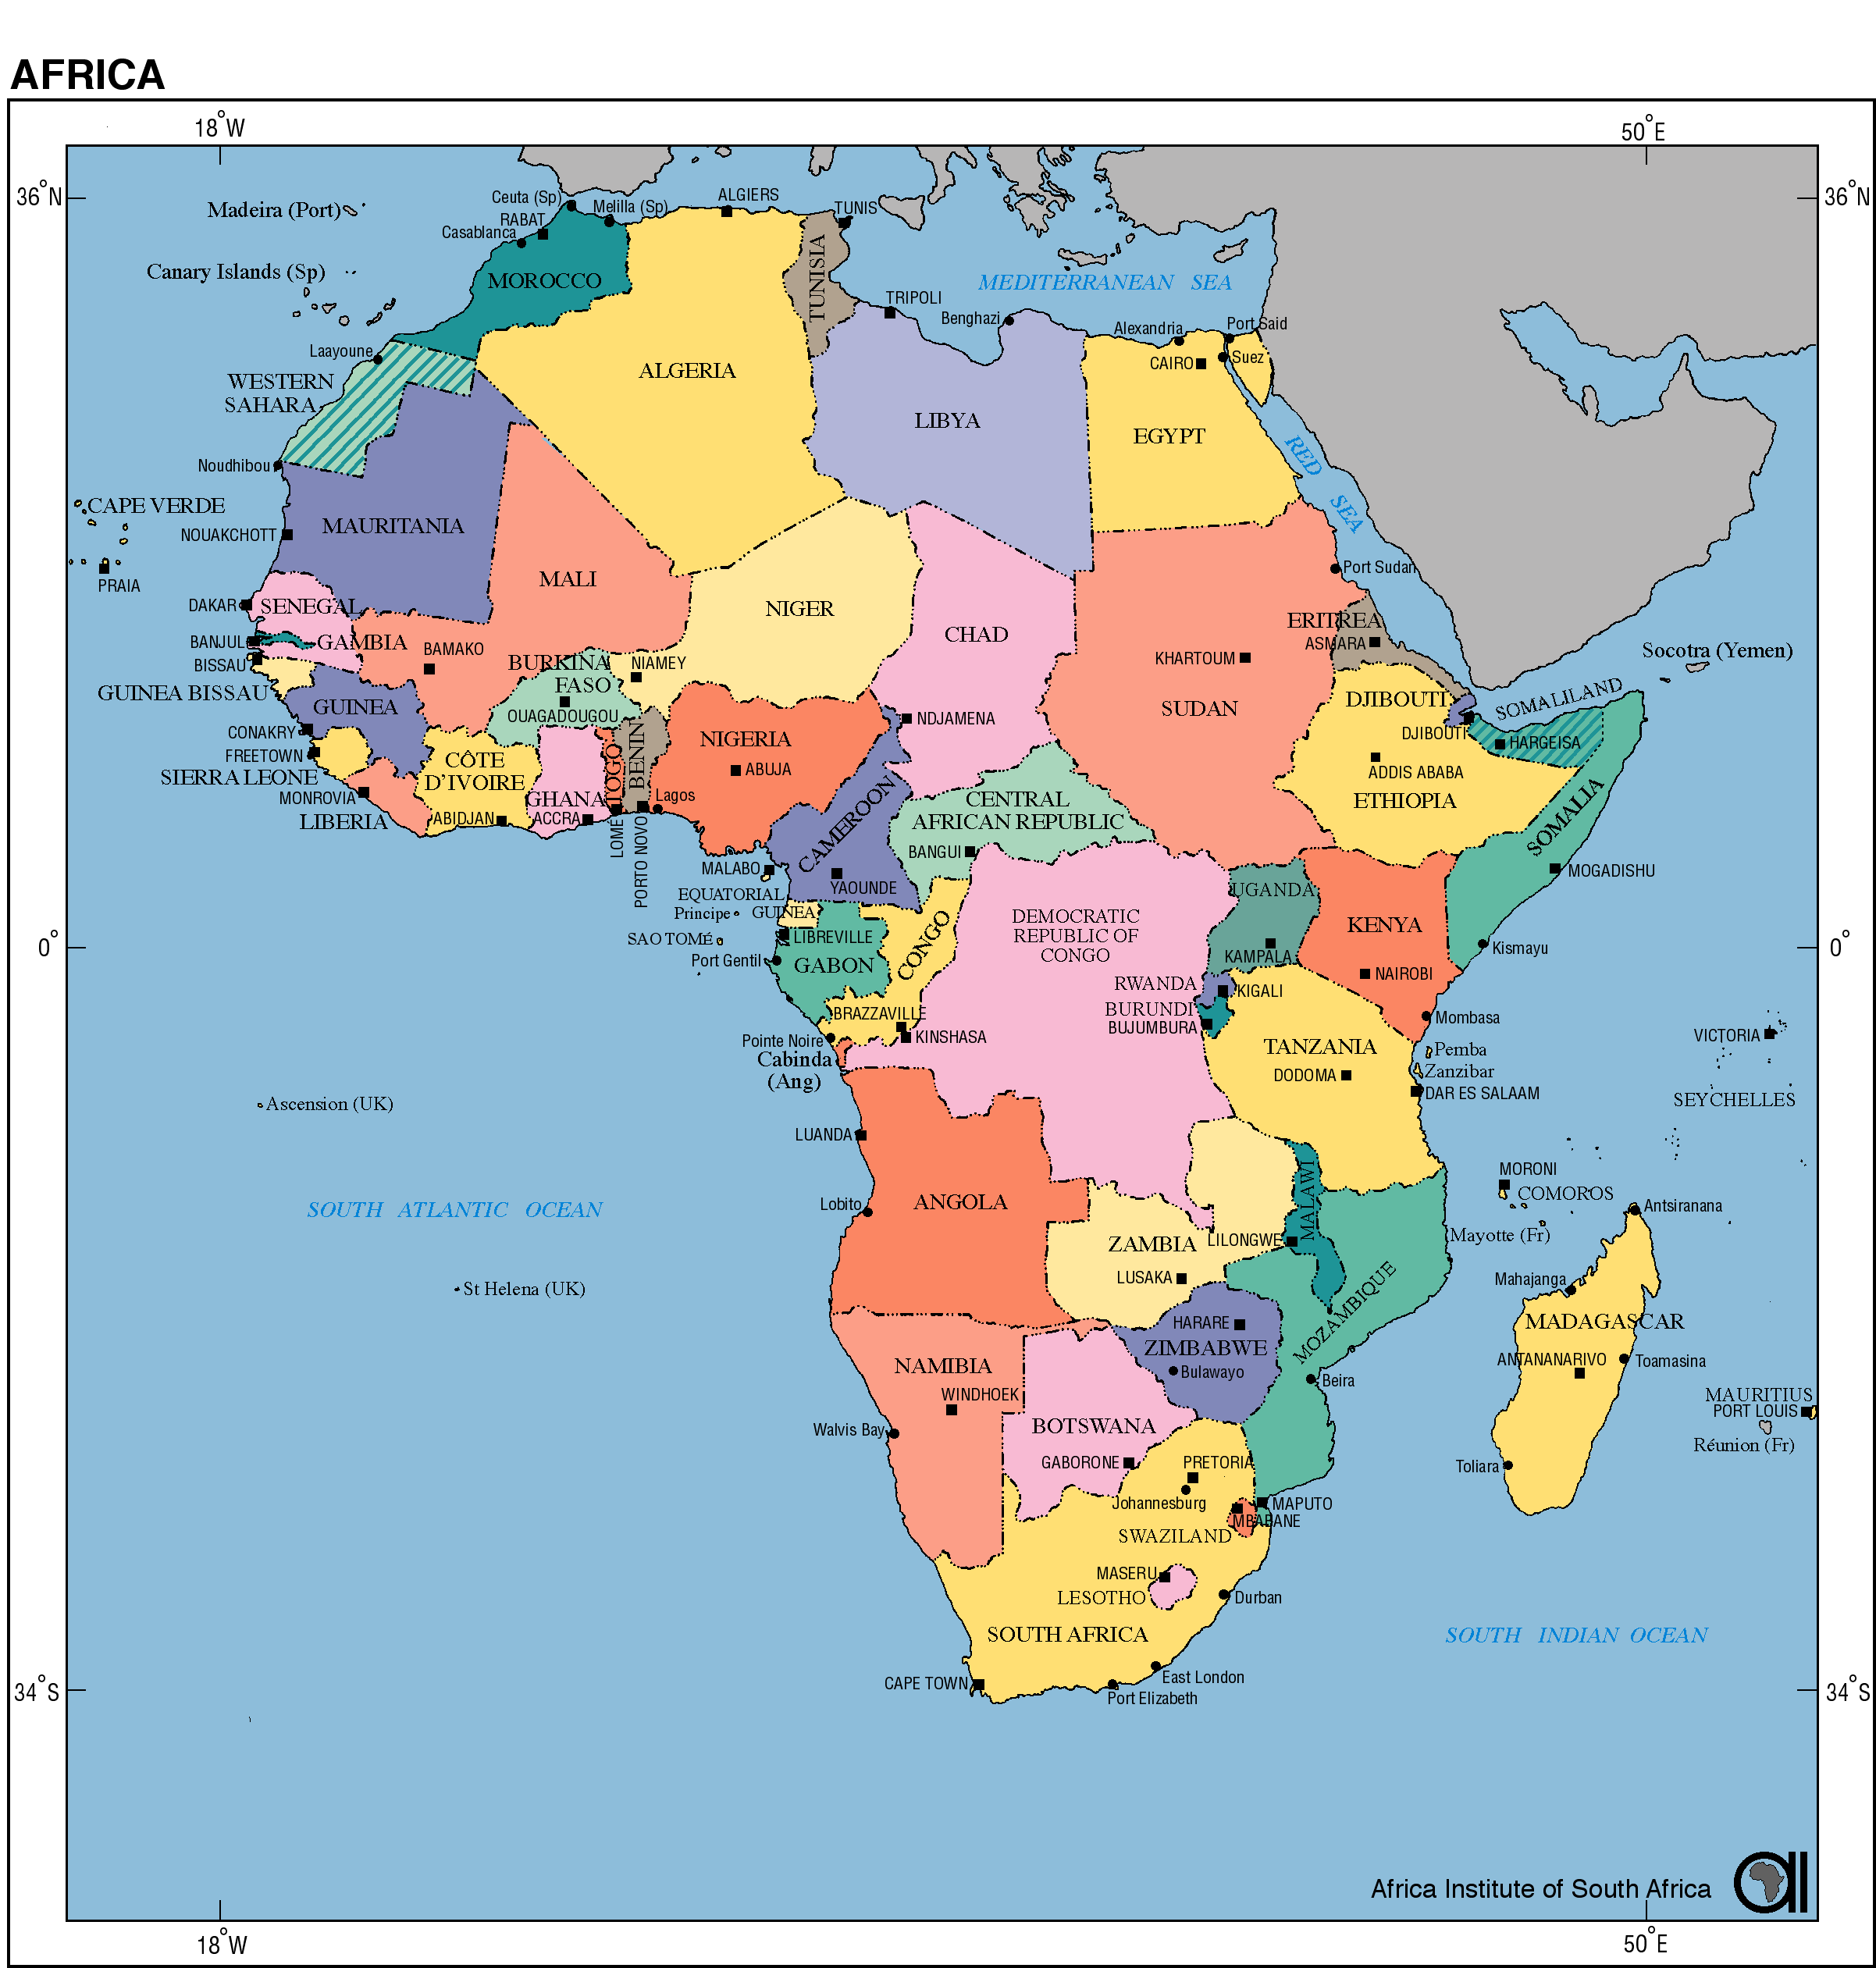 AFRICA
18°W
50°E
36°N
36°N
Madeira (Port)
Ceuta (Sp)
Melilla (Sp)
ALGIERS
TUNIS
RABAT
Casablanca
Canary Islands (Sp)
MOROCCO
TUNISIA
MEDITERRANEAN SEA
TRIPOLI
Benghazi
Alexandria
Port Said
Laayoune
CAIRO
Suez
WESTERN
SAHARA
ALGERIA
LIBYA
EGYPT
RED SEA
Noudhibou
CAPE VERDE
MAURITANIA
NOUAKCHOTT
PRAIA
MALI
NIGER
CHAD
Port Sudan
DAKAR
SENEGAL
ERITREA
ASMARA
BANJUL
GAMBIA
BAMAKO
BISSAU
BURKINA
FASO
NIAMEY
KHARTOUM
Socotra (Yemen)
GUINEA BISSAU
GUINEA
OUAGADOUGOU
NDJAMENA
SUDAN
DJIBOUTI
DJIBOUTI
SOMALILAND
HARGEISA
CONAKRY
FREETOWN
SIERRA LEONE
CÔTE
D'IVOIRE
TOGO
BENIN
NIGERIA
ABUJA
ADDIS ABABA
ETHIOPIA
SOMALIA
MONROVIA
LIBERIA
ABIDJAN
GHANA
ACCRA
LOMÉ
PORTO NOVO
Lagos
CAMEROON
CENTRAL
AFRICAN REPUBLIC
BANGUI
MALABO
YAOUNDE
MOGADISHU
EQUATORIAL
GUINEA
Principe
UGANDA
KENYA
DEMOCRATIC
REPUBLIC OF
CONGO
0°
0°
SAO TOMÉ
LIBREVILLE
Port Gentil
GABON
CONGO
KAMPALA
Kismayu
NAIROBI
RWANDA
KIGALI
BURUNDI
BUJUMBURA
BRAZZAVILLE
KINSHASA
Pointe Noire
Cabinda
(Ang)
Mombasa
VICTORIA
TANZANIA
Pemba
DODOMA
Zanzibar
DAR ES SALAAM
SEYCHELLES
Ascension (UK)
LUANDA
MORONI
COMOROS
MALAWI
SOUTH ATLANTIC OCEAN
Lobito
ANGOLA
Antsiranana
Mayotte (Fr)
ZAMBIA
LILONGWE
LUSAKA
St Helena (UK)
Mahajanga
MOZAMBIQUE
HARARE
ZIMBABWE
Bulawayo
MADAGASCAR
ANTANANARIVO
Toamasina
NAMIBIA
WINDHOEK
Beira
MAURITIUS
PORT LOUIS
Réunion (Fr)
Walvis Bay
BOTSWANA
GABORONE
PRETORIA
Johannesburg
Toliara
MAPUTO
MBABANE
SWAZILAND
MASERU
LESOTHO
Durban
SOUTH AFRICA
SOUTH INDIAN OCEAN
CAPE TOWN
East London
Port Elizabeth
34°S
34°S
Africa Institute of South Africa
ai
18°W
50°E